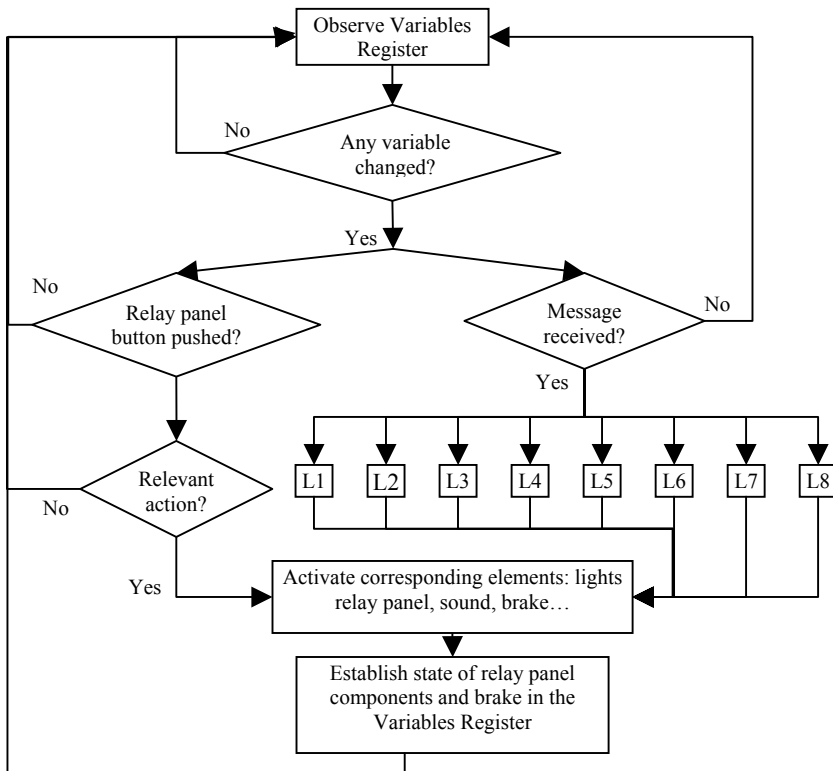 Observe Variables
Register
No
Any variable
changed?
Yes
No
Relay panel
button pushed?
Message
received?
No
Yes
L1
L2
L3
L4
L5
L6
L7
L8
Relevant
action?
No
Yes
Activate corresponding elements: lights
relay panel, sound, brake…
Establish state of relay panel
components and brake in the
Variables Register